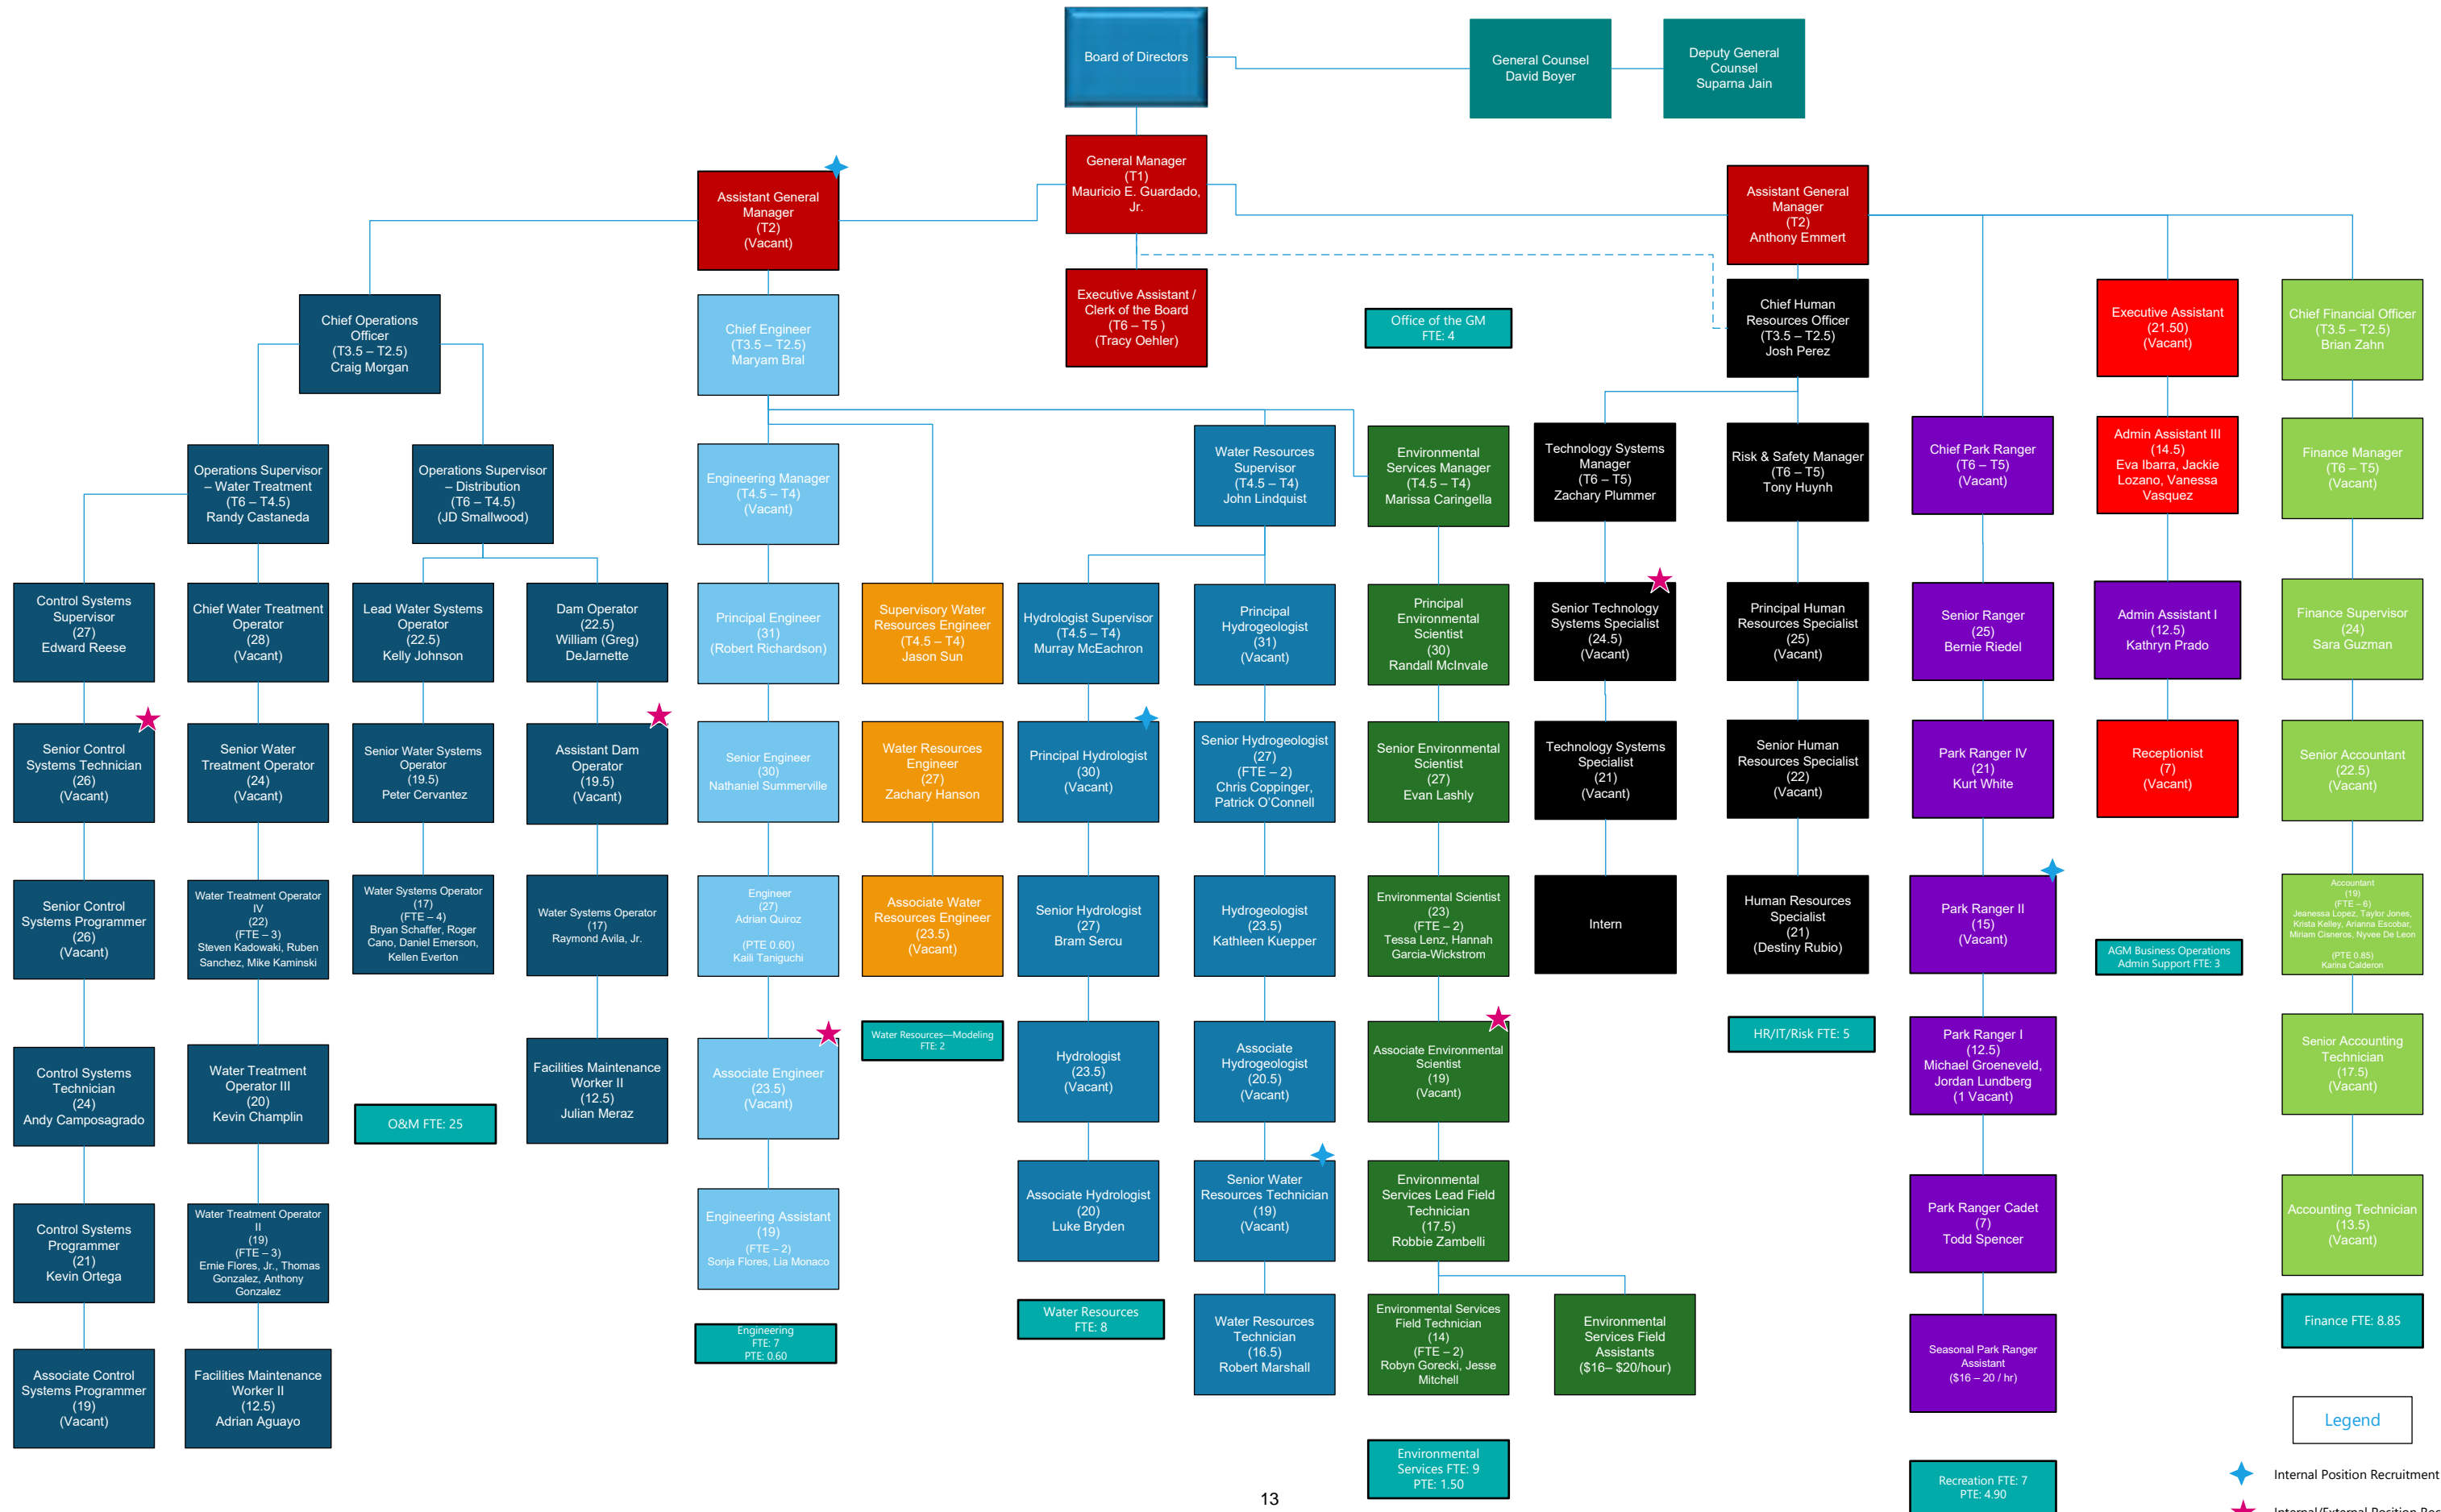 Board of Directors
General Counsel
David Boyer
Deputy General
Counsel
Suparna Jain
General Manager
(T1)
Mauricio E. Guardado,
Jr.
Assistant General
Manager
(T2)
(Vacant)
Assistant General
Manager
(T2)
Anthony Emmert
Executive Assistant /
Clerk of the Board
(T6 – T5 )
(Tracy Oehler)
Office of the GM
FTE: 4
Chief Operations
Officer
(T3.5 – T2.5)
Craig Morgan
Chief Engineer
(T3.5 – T2.5)
Maryam Bral
Chief Human
Resources Officer
(T3.5 – T2.5)
Josh Perez
Executive Assistant
(21.50)
(Vacant)
Chief Financial Officer
(T3.5 – T2.5)
Brian Zahn
Operations Supervisor
– Water Treatment
(T6 – T4.5)
Randy Castaneda
Operations Supervisor
– Distribution
(T6 – T4.5)
(JD Smallwood)
Engineering Manager
(T4.5 – T4)
(Vacant)
Water Resources
Supervisor
(T4.5 – T4)
John Lindquist
Environmental
Services Manager
(T4.5 – T4)
Marissa Caringella
Technology Systems
Manager
(T6 – T5)
Zachary Plummer
Risk & Safety Manager
(T6 – T5)
Tony Huynh
Chief Park Ranger
(T6 – T5)
(Vacant)
Admin Assistant III
(14.5)
Eva Ibarra, Jackie
Lozano, Vanessa
Vasquez
Finance Manager
(T6 – T5)
(Vacant)
Control Systems
Supervisor
(27)
Edward Reese
Chief Water Treatment
Operator
(28)
(Vacant)
Lead Water Systems
Operator
(22.5)
Kelly Johnson
Dam Operator
(22.5)
William (Greg)
DeJarnette
Principal Engineer
(31)
(Robert Richardson)
Supervisory Water
Resources Engineer
(T4.5 – T4)
Jason Sun
Hydrologist Supervisor
(T4.5 – T4)
Murray McEachron
Principal
Hydrogeologist
(31)
(Vacant)
Principal
Environmental
Scientist
(30)
Randall McInvale
Senior Technology
Systems Specialist
(24.5)
(Vacant)
Principal Human
Resources Specialist
(25)
(Vacant)
Senior Ranger
(25)
Bernie Riedel
Admin Assistant I
(12.5)
Kathryn Prado
Finance Supervisor
(24)
Sara Guzman
Senior Control
Systems Technician
(26)
(Vacant)
Senior Water
Treatment Operator
(24)
(Vacant)
Senior Water Systems
Operator
(19.5)
Peter Cervantez
Assistant Dam
Operator
(19.5)
(Vacant)
Senior Engineer
(30)
Nathaniel Summerville
Water Resources
Engineer
(27)
Zachary Hanson
Principal Hydrologist
(30)
(Vacant)
Senior Hydrogeologist
(27)
(FTE – 2)
Chris Coppinger,
Patrick O'Connell
Senior Environmental
Scientist
(27)
Evan Lashly
Technology Systems
Specialist
(21)
(Vacant)
Senior Human
Resources Specialist
(22)
(Vacant)
Park Ranger IV
(21)
Kurt White
Receptionist
(7)
(Vacant)
Senior Accountant
(22.5)
(Vacant)
Senior Control
Systems Programmer
(26)
(Vacant)
Water Treatment Operator
IV
(22)
(FTE – 3)
Steven Kadowaki, Ruben
Sanchez, Mike Kaminski
Water Systems Operator
(17)
(FTE – 4)
Bryan Schaffer, Roger
Cano, Daniel Emerson,
Kellen Everton
Water Systems Operator
(17)
Raymond Avila, Jr.
Engineer
(27)
Adrian Quiroz
(PTE 0.60)
Kaili Taniguchi
Associate Water
Resources Engineer
(23.5)
(Vacant)
Senior Hydrologist
(27)
Bram Sercu
Hydrogeologist
(23.5)
Kathleen Kuepper
Environmental Scientist
(23)
(FTE – 2)
Tessa Lenz, Hannah
Garcia-Wickstrom
Intern
Human Resources
Specialist
(21)
(Destiny Rubio)
Park Ranger II
(15)
(Vacant)
AGM Business Operations
Admin Support FTE: 3
Accountant
(19)
(FTE – 6)
Jeanessa Lopez, Taylor Jones,
Krista Kelley, Arianna Escobar,
Miriam Cisneros, Nyvee De Leon
(PTE 0.85)
Karina Calderon
Control Systems
Technician
(24)
Andy Camposagrado
Water Treatment
Operator III
(20)
Kevin Champlin
O&M FTE: 25
Facilities Maintenance
Worker II
(12.5)
Julian Meraz
Associate Engineer
(23.5)
(Vacant)
Water Resources—Modeling
FTE: 2
Hydrologist
(23.5)
(Vacant)
Associate
Hydrogeologist
(20.5)
(Vacant)
Associate Environmental
Scientist
(19)
(Vacant)
HR/IT/Risk FTE: 5
Park Ranger I
(12.5)
Michael Groeneveld,
Jordan Lundberg
(1 Vacant)
Senior Accounting
Technician
(17.5)
(Vacant)
Control Systems
Programmer
(21)
Kevin Ortega
Water Treatment Operator
II
(19)
(FTE – 3)
Ernie Flores, Jr., Thomas
Gonzalez, Anthony
Gonzalez
Engineering Assistant
(19)
(FTE – 2)
Sonja Flores, Lia Monaco
Associate Hydrologist
(20)
Luke Bryden
Senior Water
Resources Technician
(19)
(Vacant)
Environmental
Services Lead Field
Technician
(17.5)
Robbie Zambelli
Park Ranger Cadet
(7)
Todd Spencer
Accounting Technician
(13.5)
(Vacant)
Associate Control
Systems Programmer
(19)
(Vacant)
Facilities Maintenance
Worker II
(12.5)
Adrian Aguayo
Engineering
FTE: 7
PTE: 0.60
Water Resources
FTE: 8
Water Resources
Technician
(16.5)
Robert Marshall
Environmental Services
Field Technician
(14)
(FTE – 2)
Robyn Gorecki, Jesse
Mitchell
Environmental
Services Field
Assistants
($16– $20/hour)
Seasonal Park Ranger
Assistant
($16 – 20 / hr)
Finance FTE: 8.85
Legend
Environmental
Services FTE: 9
PTE: 1.50
Recreation FTE: 7
PTE: 4.90
Internal Position Recruitment
Internal/External Position Rec
13